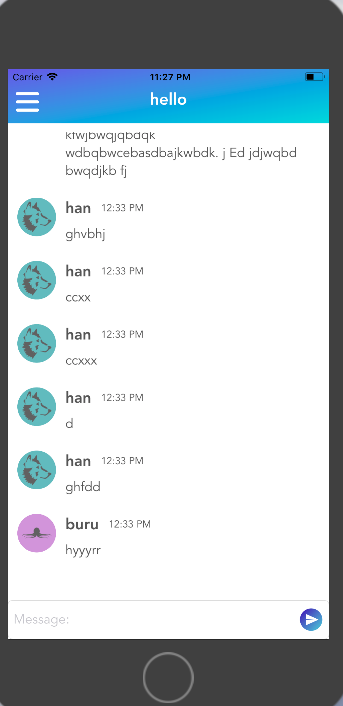 Carrier 11:27 PM
hello
kfwjbwqjqbdqk
wdbqbwcebasdbajkwbdk. j Ed jdjwqbd
bwqdjkb fj
han 12:33 PM
ghvbhj
han 12:33 PM
ccxx
han 12:33 PM
ccxxx
han 12:33 PM
d
han 12:33 PM
ghfdd
buru 12:33 PM
hyyyrr
Message: